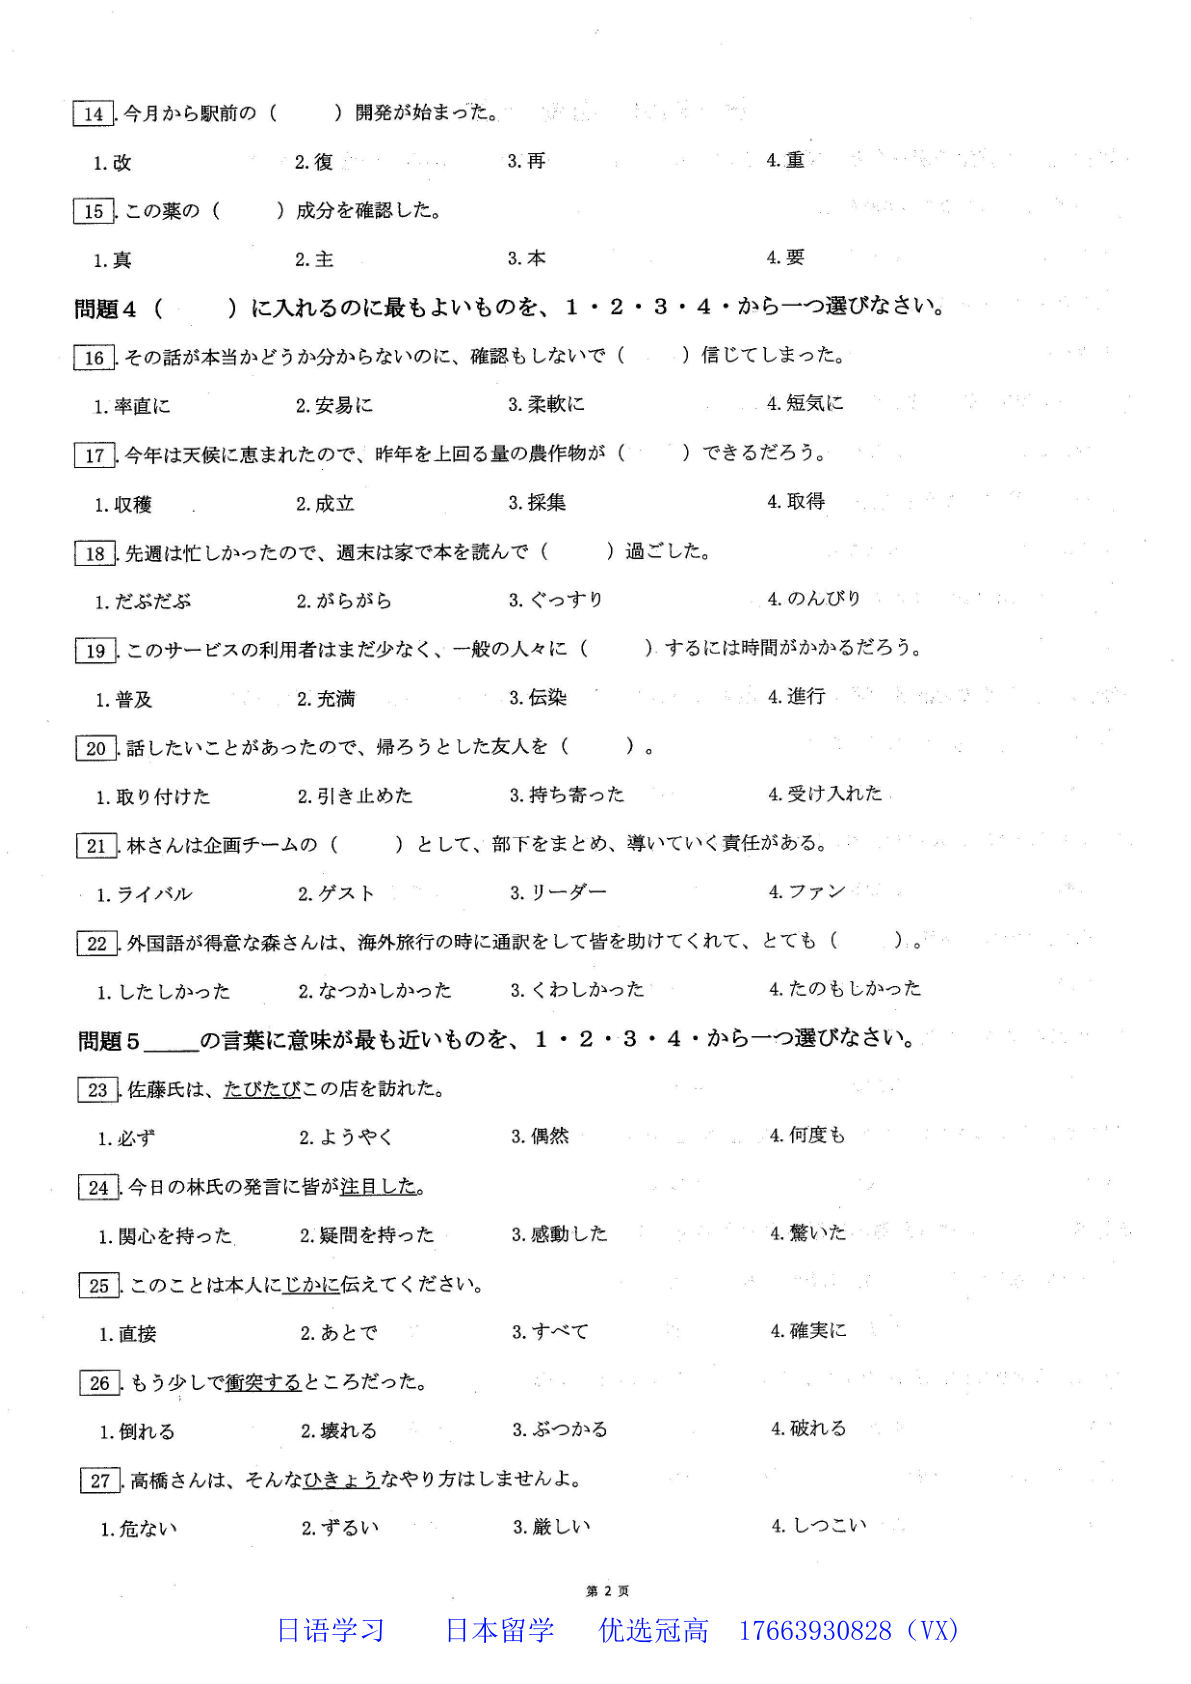 14.今月から駅前の（　　　）開発が始まった。
1.改　2.復　3.再　4.重
15.この薬の（　　　）成分を確認した。
1.真　2.主　3.本　4.要
問題４（　　　）に入れるのに最もよいものを、１・２・３・４・から一つ選びなさい。
16.その話が本当かどうか分からないのに、確認もしないで（　　　）信じてしまった。
1.率直に　2.安易に　3.柔軟に　4.短気に
17.今年は天候に恵まれたので、昨年を上回る量の農作物が（　　　）できるだろう。
1.収穫　2.成立　3.採集　4.取得
18.先週は忙しかったので、週末は家で本を読んで（　　　）過ごした。
1.だぶだぶ　2.がらがら　3.ぐっすり　4.のんびり
19.このサービスの利用者はまだ少なく、一般の人々に（　　　）するには時間がかかるだろう。
1.普及　2.充満　3.伝染　4.進行
20.話したいことがあったので、帰ろうとした友人を（　　　）。
1.取り付けた　2.引き止めた　3.持ち寄った　4.受け入れた
21.林さんは企画チームの（　　　）として、部下をまとめ、導いていく責任がある。
1.ライバル　2.ゲスト　3.リーダー　4.ファン
22.外国語が得意な森さんは、海外旅行の時に通訳をして皆を助けてくれて、とても（　　　）。
1.したしかった　2.なつかしかった　3.くわしかった　4.たのもしかった
問題５____の言葉に意味が最も近いものを、１・２・３・４・から一つ選びなさい。
23.佐藤氏は、たびたびこの店を訪れた。
1.必ず　2.ようやく　3.偶然　4.何度も
24.今日の林氏の発言に皆が注目した。
1.関心を持った　2.疑問を持った　3.感動した　4.驚いた
25.このことは本人にじかに伝えてください。
1.直接　2.あとで　3.すべて　4.確実に
26.もう少しで衝突するところだった。
1.倒れる　2.壊れる　3.ぶつかる　4.破れる
27.高橋さんは、そんなひきょうなやり方はしませんよ。
1.危ない　2.ずるい　3.厳しい　4.しつこい
第 2 页
日语学习　日本留学　优选冠高　17663930828（VX）